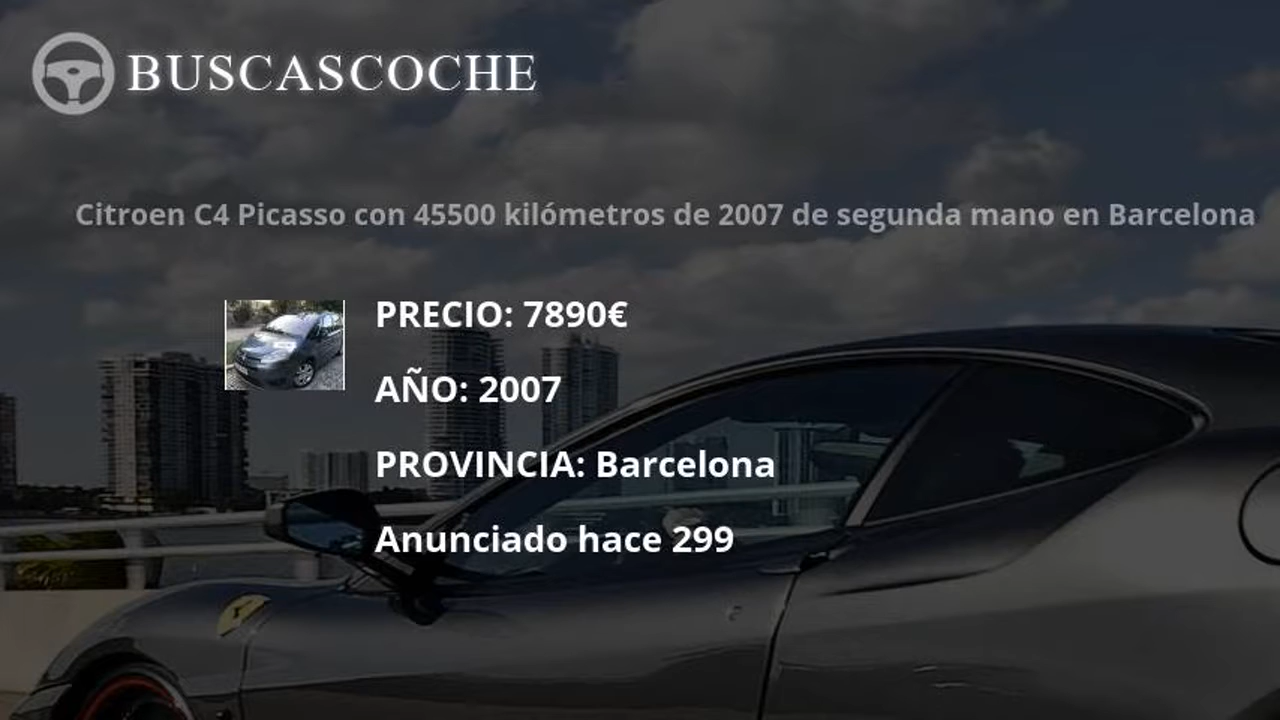 BUSCASCOCHE
Citroen C4 Picasso con 45500 kilómetros de 2007 de segunda mano en Barcelona
PRECIO: 7890€
AÑO: 2007
PROVINCIA: Barcelona
Anunciado hace 299